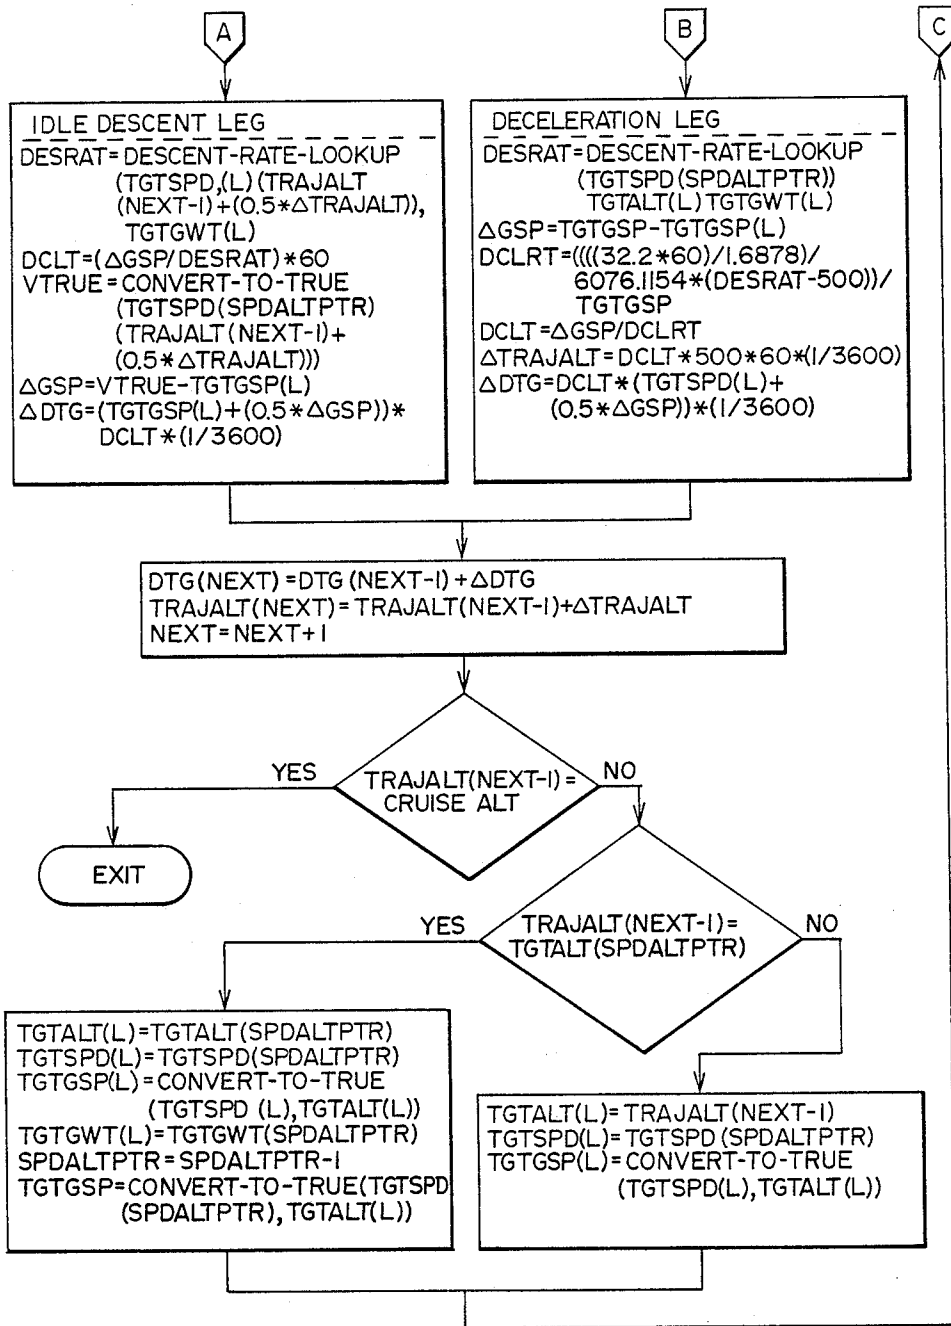 A
B
C
IDLE DESCENT LEG
DESRAT=DESCENT-RATE-LOOKUP
(TGTSPD,(L)(TRAJALT
(NEXT-1)+(0.5*ΔTRAJALT)),
TGTGWT(L)
DCLT=(ΔGSP/DESRAT)*60
VTRUE=CONVERT-TO-TRUE
(TGTSPD(SPDALTPTR)
(TRAJALT(NEXT-1)+
(0.5*ΔTRAJALT)))
ΔGSP=VTRUE-TGTGSP(L)
ΔDTG=(TGTGSP(L)+(0.5*ΔGSP))*
DCLT*(1/3600)
DECELERATION LEG
DESRAT=DESCENT-RATE-LOOKUP
(TGTSPD(SPDALTPTR))
TGTALT(L)TGTGWT(L)
ΔGSP=TGTGSP-TGTGSP(L)
DCLRT=((((32.2*60)/1.6878)/
6076.1154*(DESRAT-500))/
TGTGSP
DCLT=ΔGSP/DCLRT
ΔTRAJALT=DCLT*500*60*(1/3600)
ΔDTG=DCLT*(TGTSPD(L)+
(0.5*ΔGSP))*(1/3600)
DTG(NEXT)=DTG(NEXT-1)+ΔDTG
TRAJALT(NEXT)=TRAJALT(NEXT-1)+ΔTRAJALT
NEXT=NEXT+1
YES
TRAJALT(NEXT-1)=
CRUISE ALT
NO
EXIT
YES
TRAJALT(NEXT-1)=
TGTALT(SPDALTPTR)
NO
TGTALT(L)=TGTALT(SPDALTPTR)
TGTSPD(L)=TGTSPD(SPDALTPTR)
TGTGSP(L)=CONVERT-TO-TRUE
(TGTSPD (L),TGTALT(L))
TGTGWT(L)=TGTGWT(SPDALTPTR)
SPDALTPTR=SPDALTPTR-1
TGTGSP=CONVERT-TO-TRUE(TGTSPD
(SPDALTPTR),TGTALT(L))
TGTALT(L)=TRAJALT(NEXT-1)
TGTSPD(L)=TGTSPD(SPDALTPTR)
TGTGSP(L)=CONVERT-TO-TRUE
(TGTSPD(L),TGTALT(L))